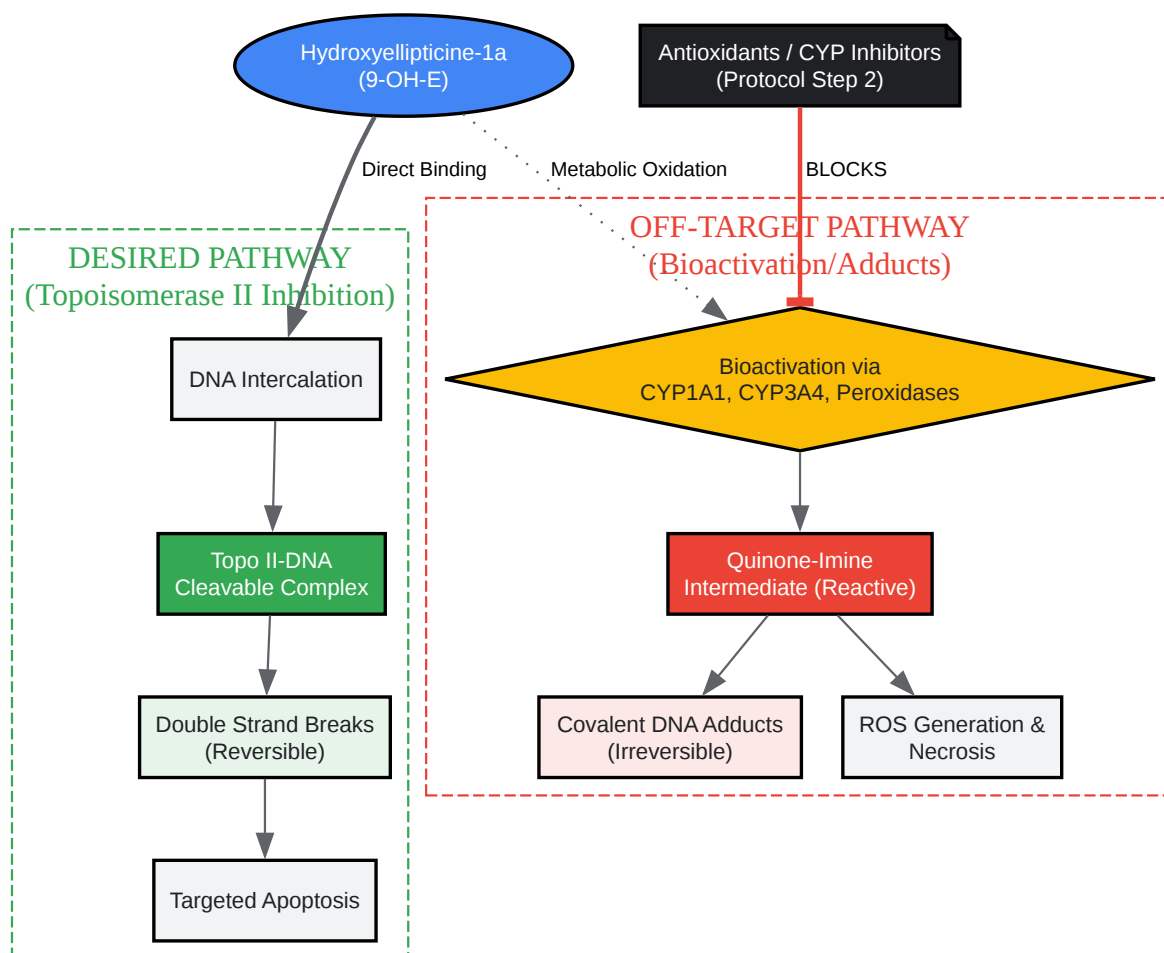 Hydroxyellipticine-1a
(9-OH-E)
Antioxidants / CYP Inhibitors
(Protocol Step 2)
Direct Binding
Metabolic Oxidation
BLOCKS
DESIRED PATHWAY
(Topoisomerase II Inhibition)
OFF-TARGET PATHWAY
(Bioactivation/Adducts)
DNA Intercalation
Bioactivation via
CYP1A1, CYP3A4, Peroxidases
Topo II-DNA
Cleavable Complex
Quinone-Imine
Intermediate (Reactive)
Double Strand Breaks
(Reversible)
Covalent DNA Adducts
(Irreversible)
ROS Generation &
Necrosis
Targeted Apoptosis